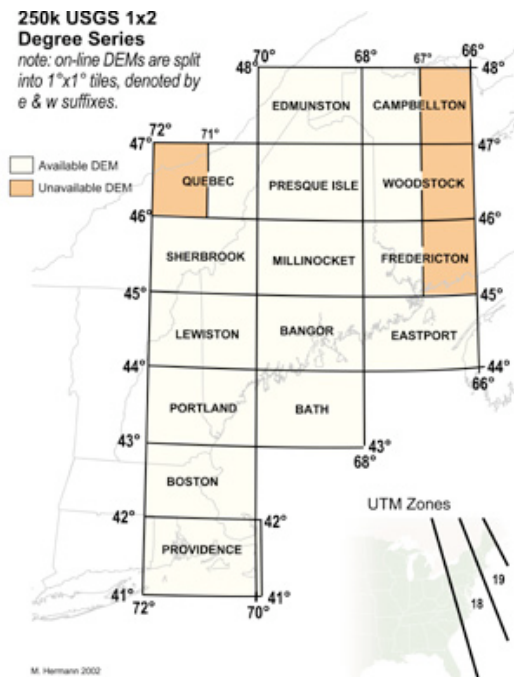 250k USGS 1x2
Degree Series
note: on-line DEMs are split
into 1°x1° tiles, denoted by
e & w suffixes.
70° 68° 67° 66°
48° 48°
EDMUNSTON CAMPBELLTON
72° 71°
47° 47°
Available DEM
Unavailable DEM
QUEBEC PRESQUE ISLE WOODSTOCK
46° 46°
SHERBROOK MILLINOCKET FREDERICTON
45° 45°
LEWISTON BANGOR EASTPORT
44° 44°
66°
PORTLAND BATH
43° 43°
68°
BOSTON
42° 42°
UTM Zones
PROVIDENCE
41° 41°
72° 70°
19
18
M. Hermann 2002